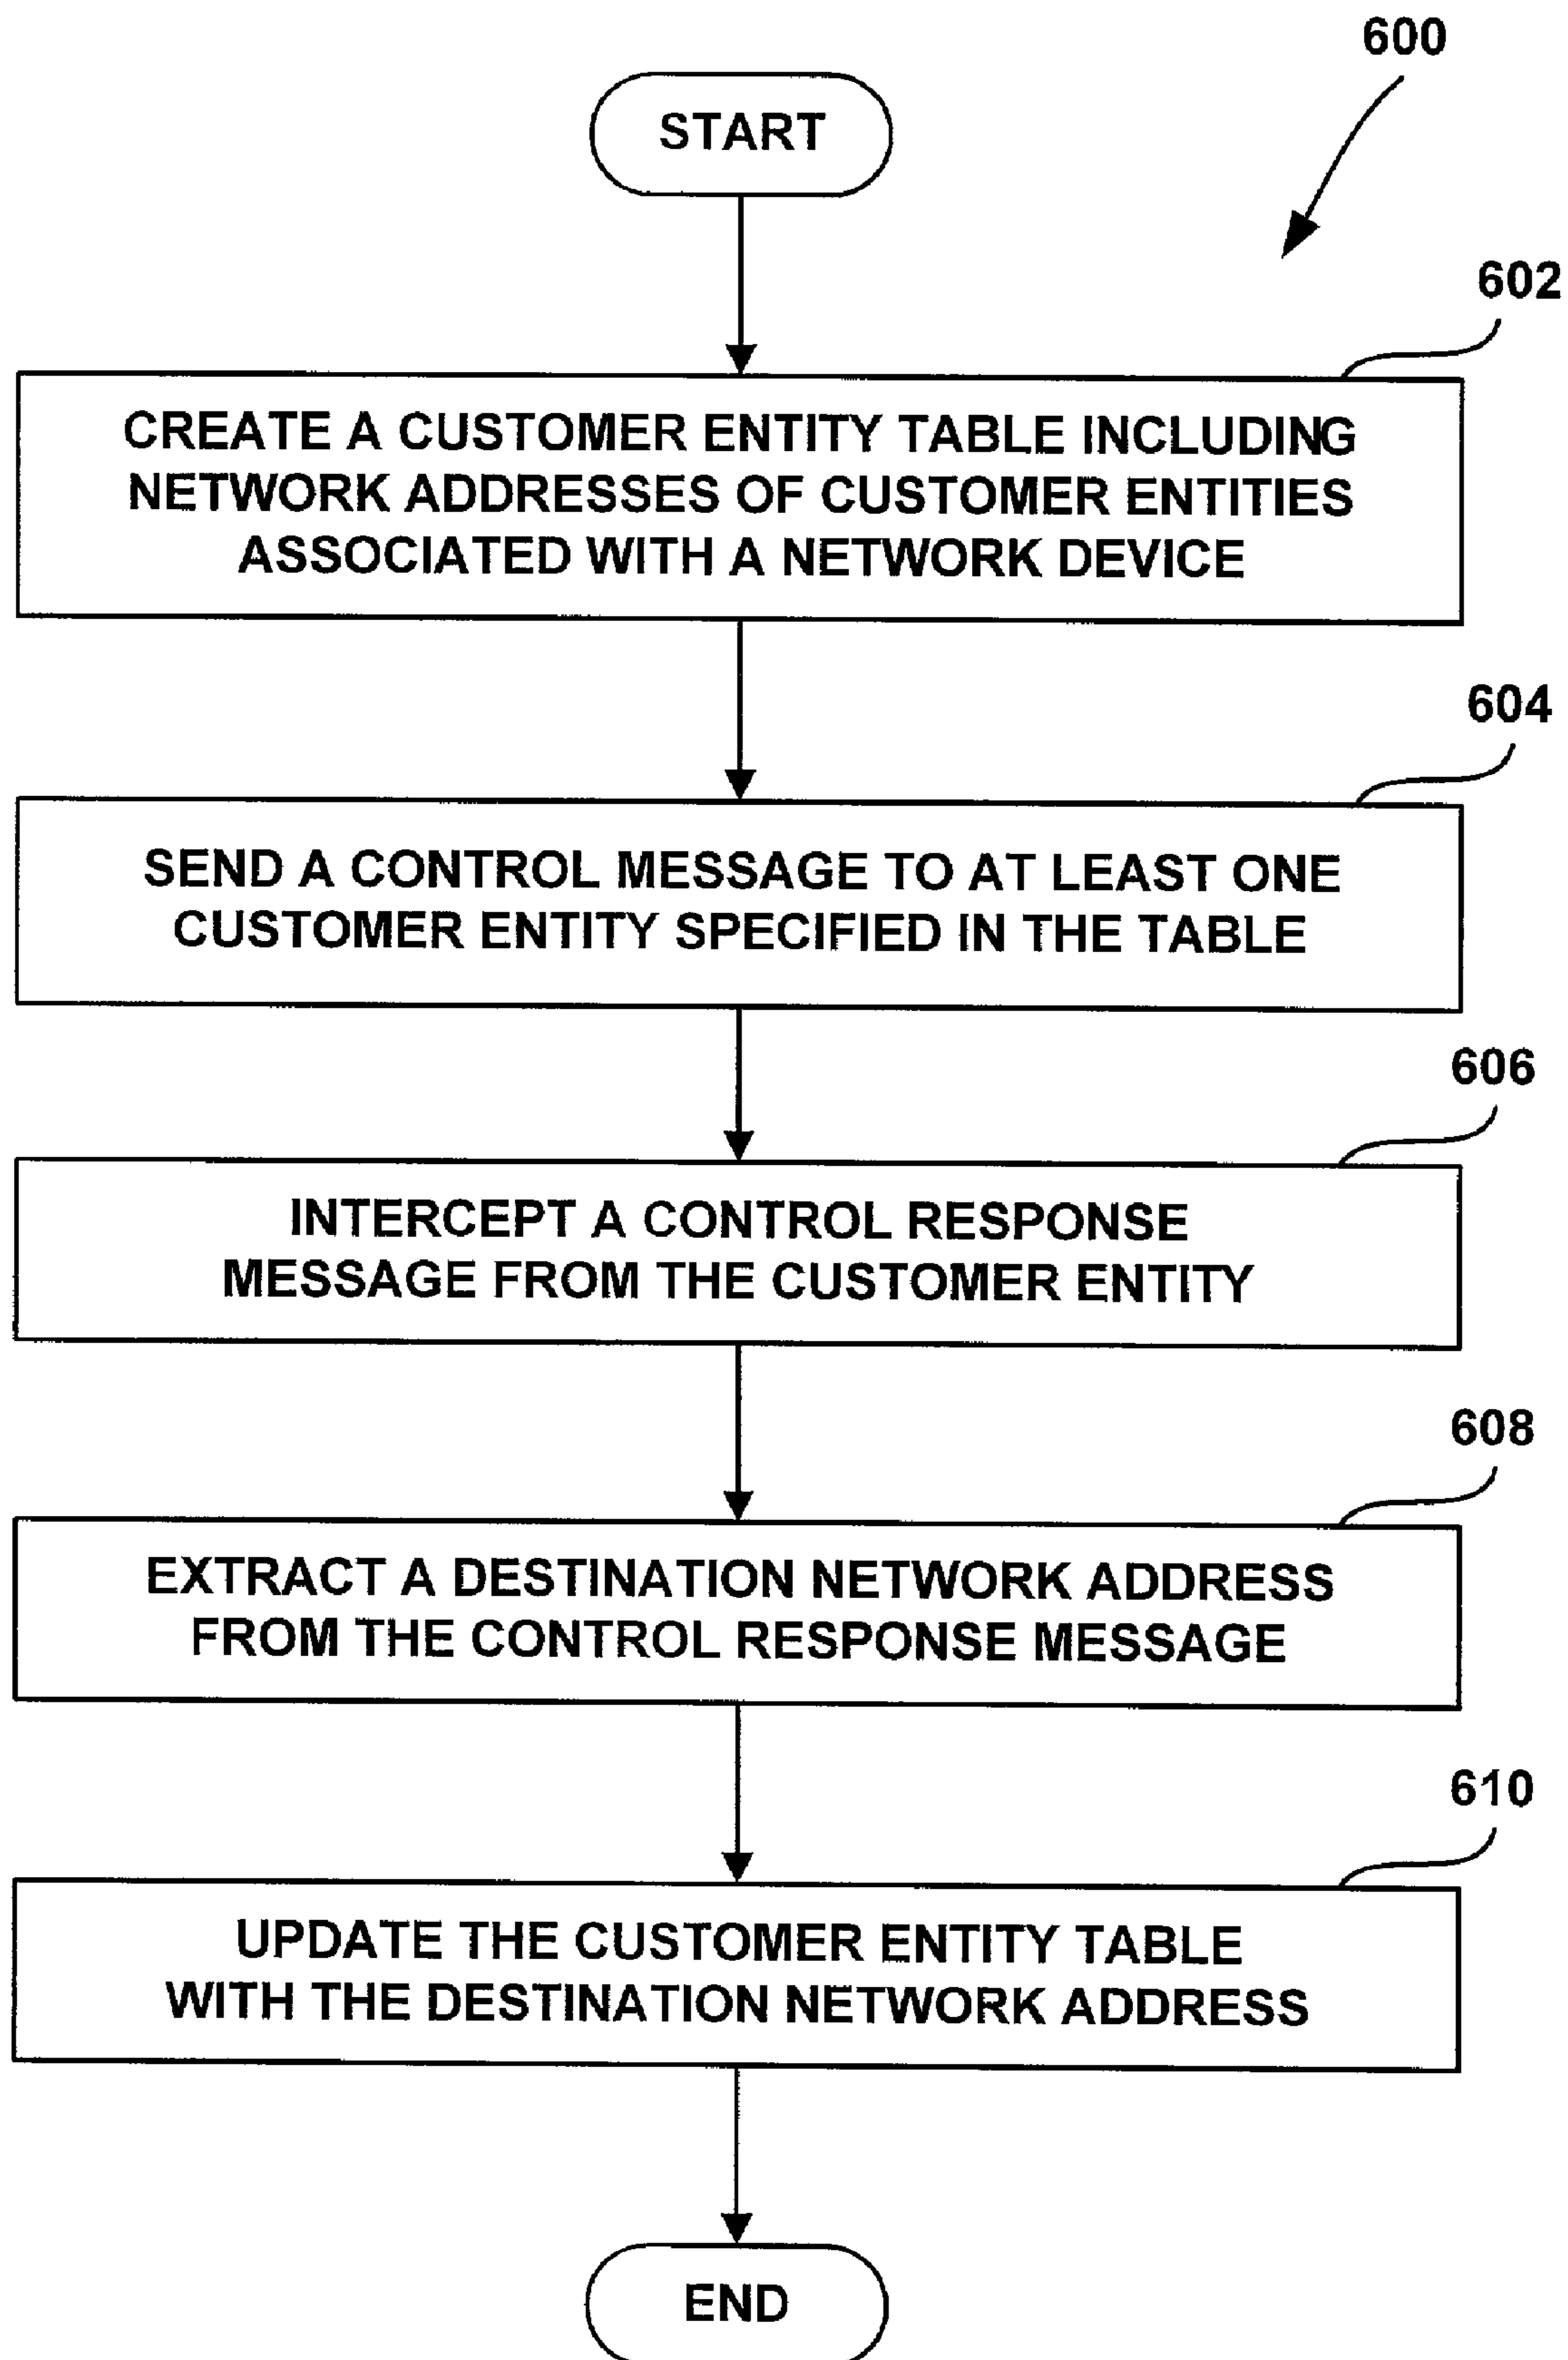 600
START
602
CREATE A CUSTOMER ENTITY TABLE INCLUDING
NETWORK ADDRESSES OF CUSTOMER ENTITIES
ASSOCIATED WITH A NETWORK DEVICE
604
SEND A CONTROL MESSAGE TO AT LEAST ONE
CUSTOMER ENTITY SPECIFIED IN THE TABLE
606
INTERCEPT A CONTROL RESPONSE
MESSAGE FROM THE CUSTOMER ENTITY
608
EXTRACT A DESTINATION NETWORK ADDRESS
FROM THE CONTROL RESPONSE MESSAGE
610
UPDATE THE CUSTOMER ENTITY TABLE
WITH THE DESTINATION NETWORK ADDRESS
END